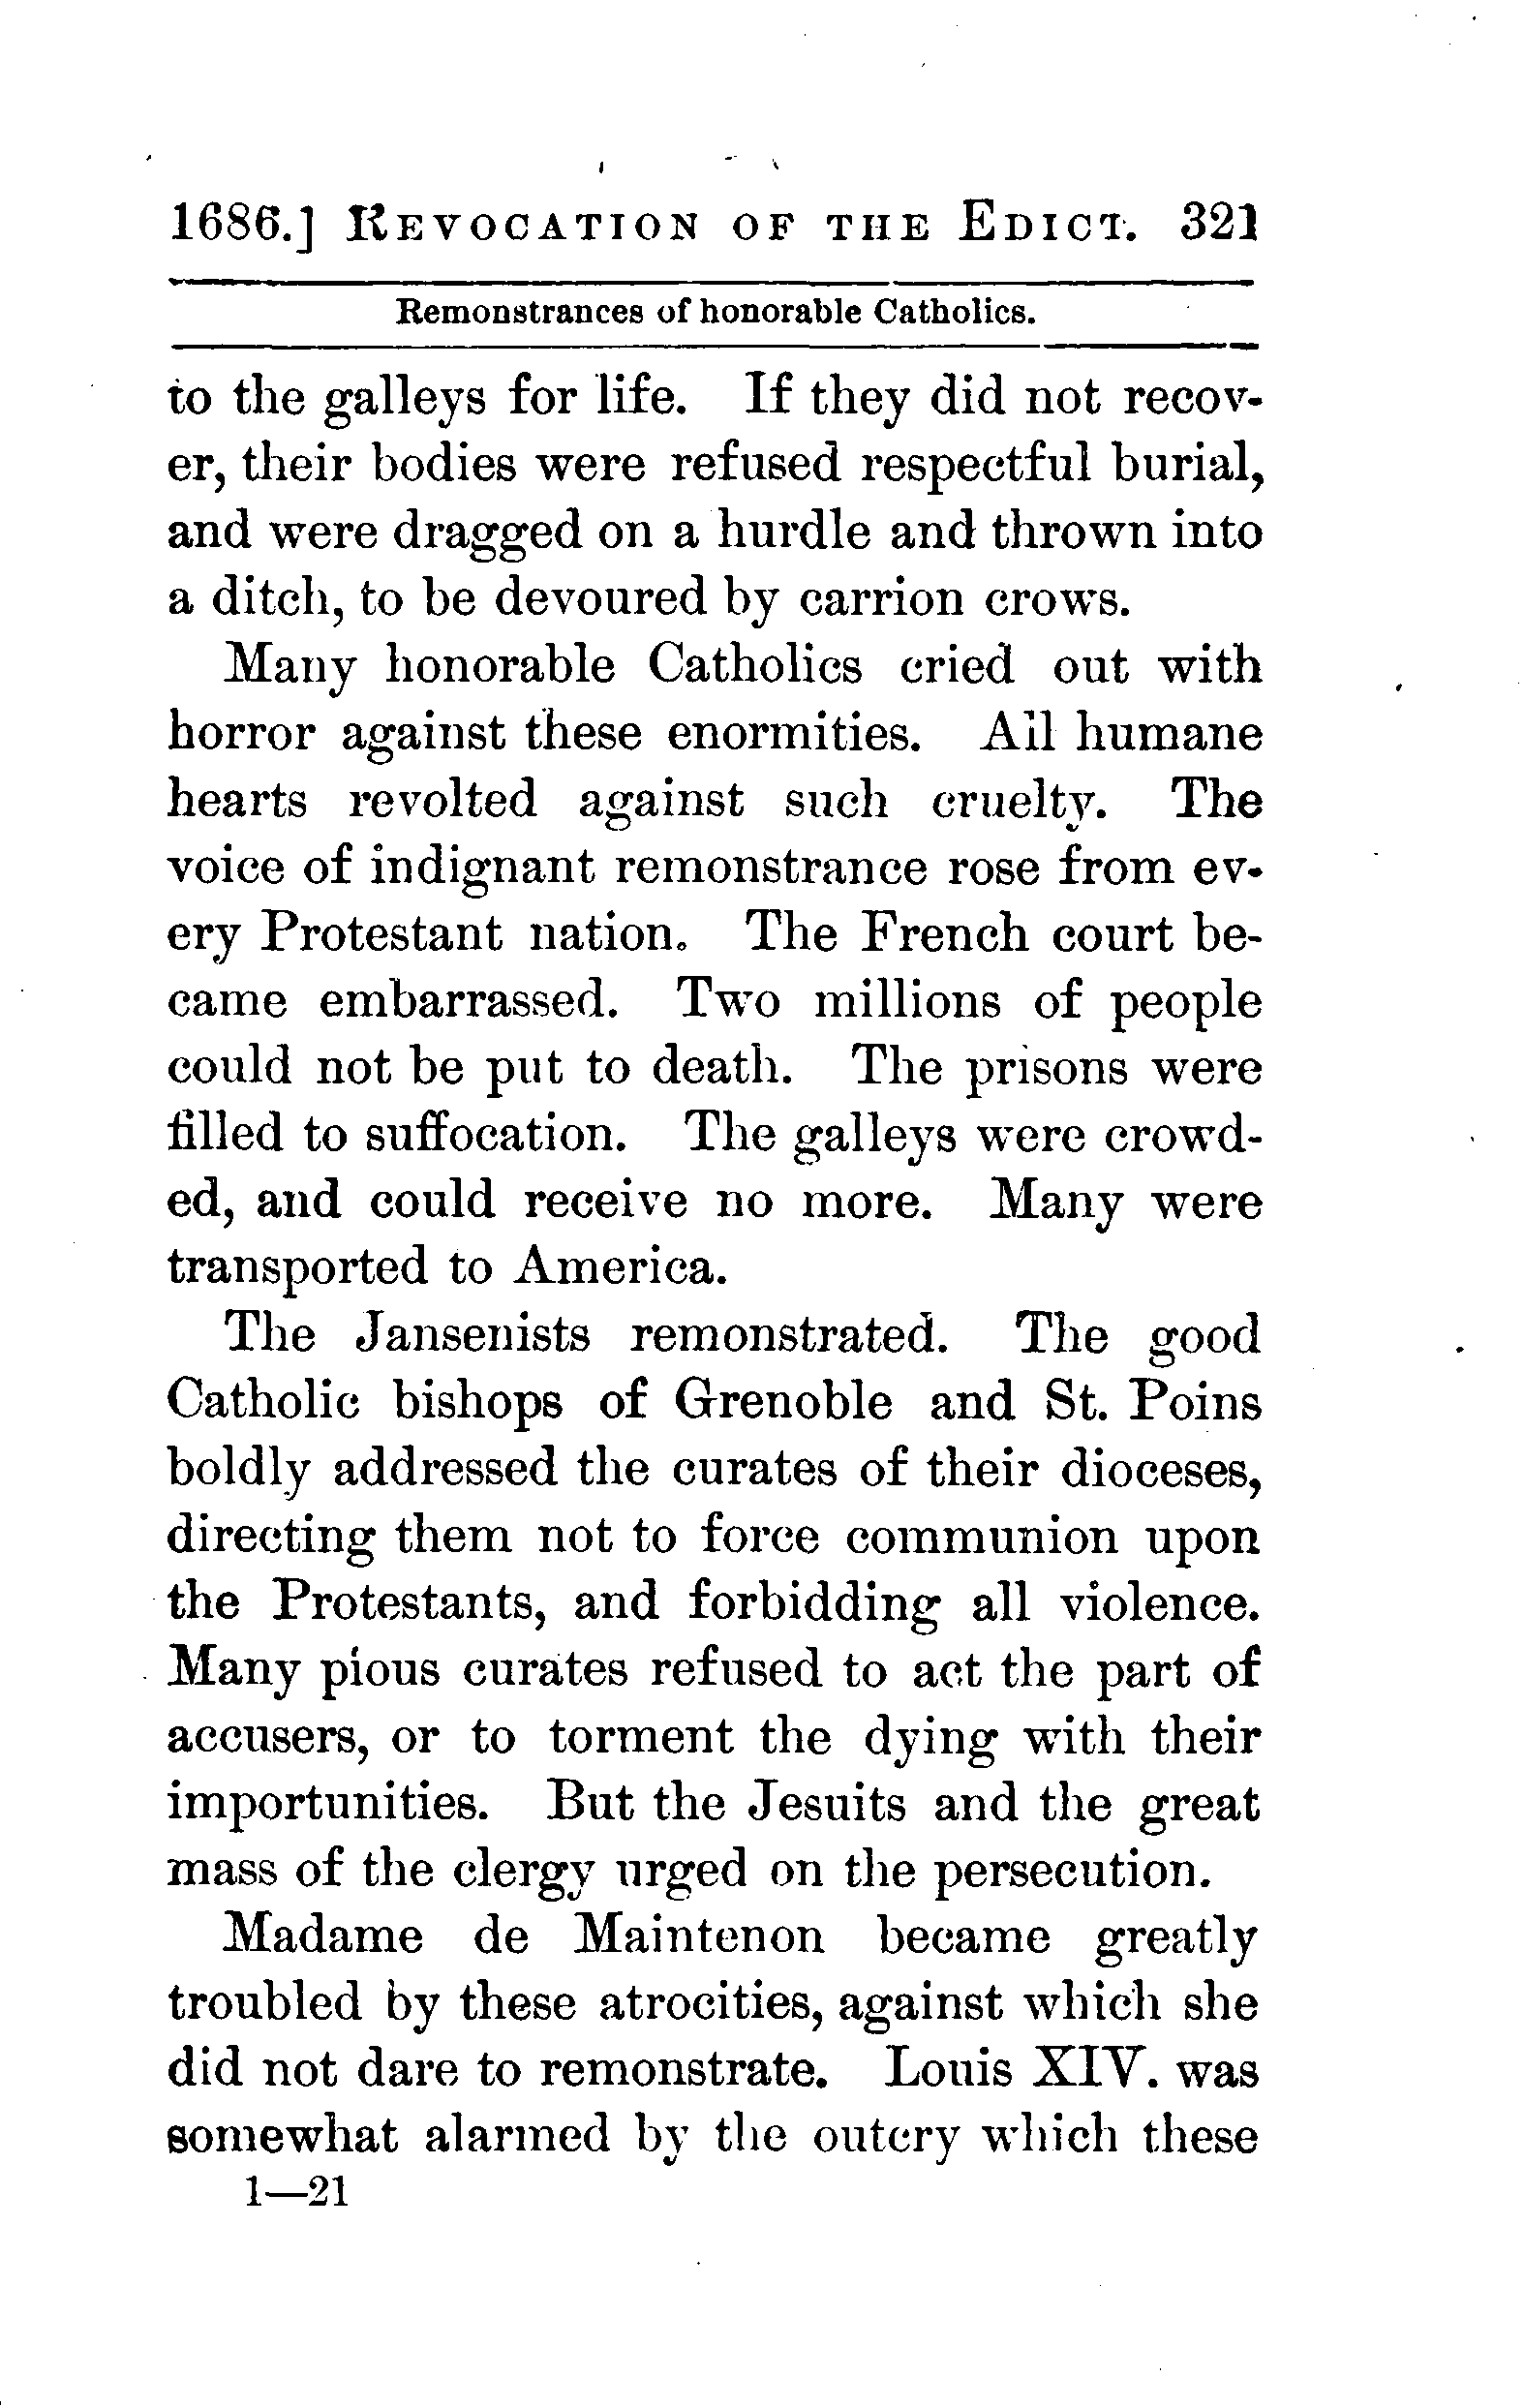 1686.] REVOCATION OF THE EDICT. 321
Remonstrances of honorable Catholics.
to the galleys for life. If they did not recov-
er, their bodies were refused respectful burial,
and were dragged on a hurdle and thrown into
a ditch, to be devoured by carrion crows.
Many honorable Catholics cried out with
horror against these enormities. All humane
hearts revolted against such cruelty. The
voice of indignant remonstrance rose from ev-
ery Protestant nation. The French court be-
came embarrassed. Two millions of people
could not be put to death. The prisons were
filled to suffocation. The galleys were crowd-
ed, and could receive no more. Many were
transported to America.
The Jansenists remonstrated. The good
Catholic bishops of Grenoble and St. Poins
boldly addressed the curates of their dioceses,
directing them not to force communion upon
the Protestants, and forbidding all violence.
Many pious curates refused to act the part of
accusers, or to torment the dying with their
importunities. But the Jesuits and the great
mass of the clergy urged on the persecution.
Madame de Maintenon became greatly
troubled by these atrocities, against which she
did not dare to remonstrate. Louis XIV. was
somewhat alarmed by the outcry which these
1—21